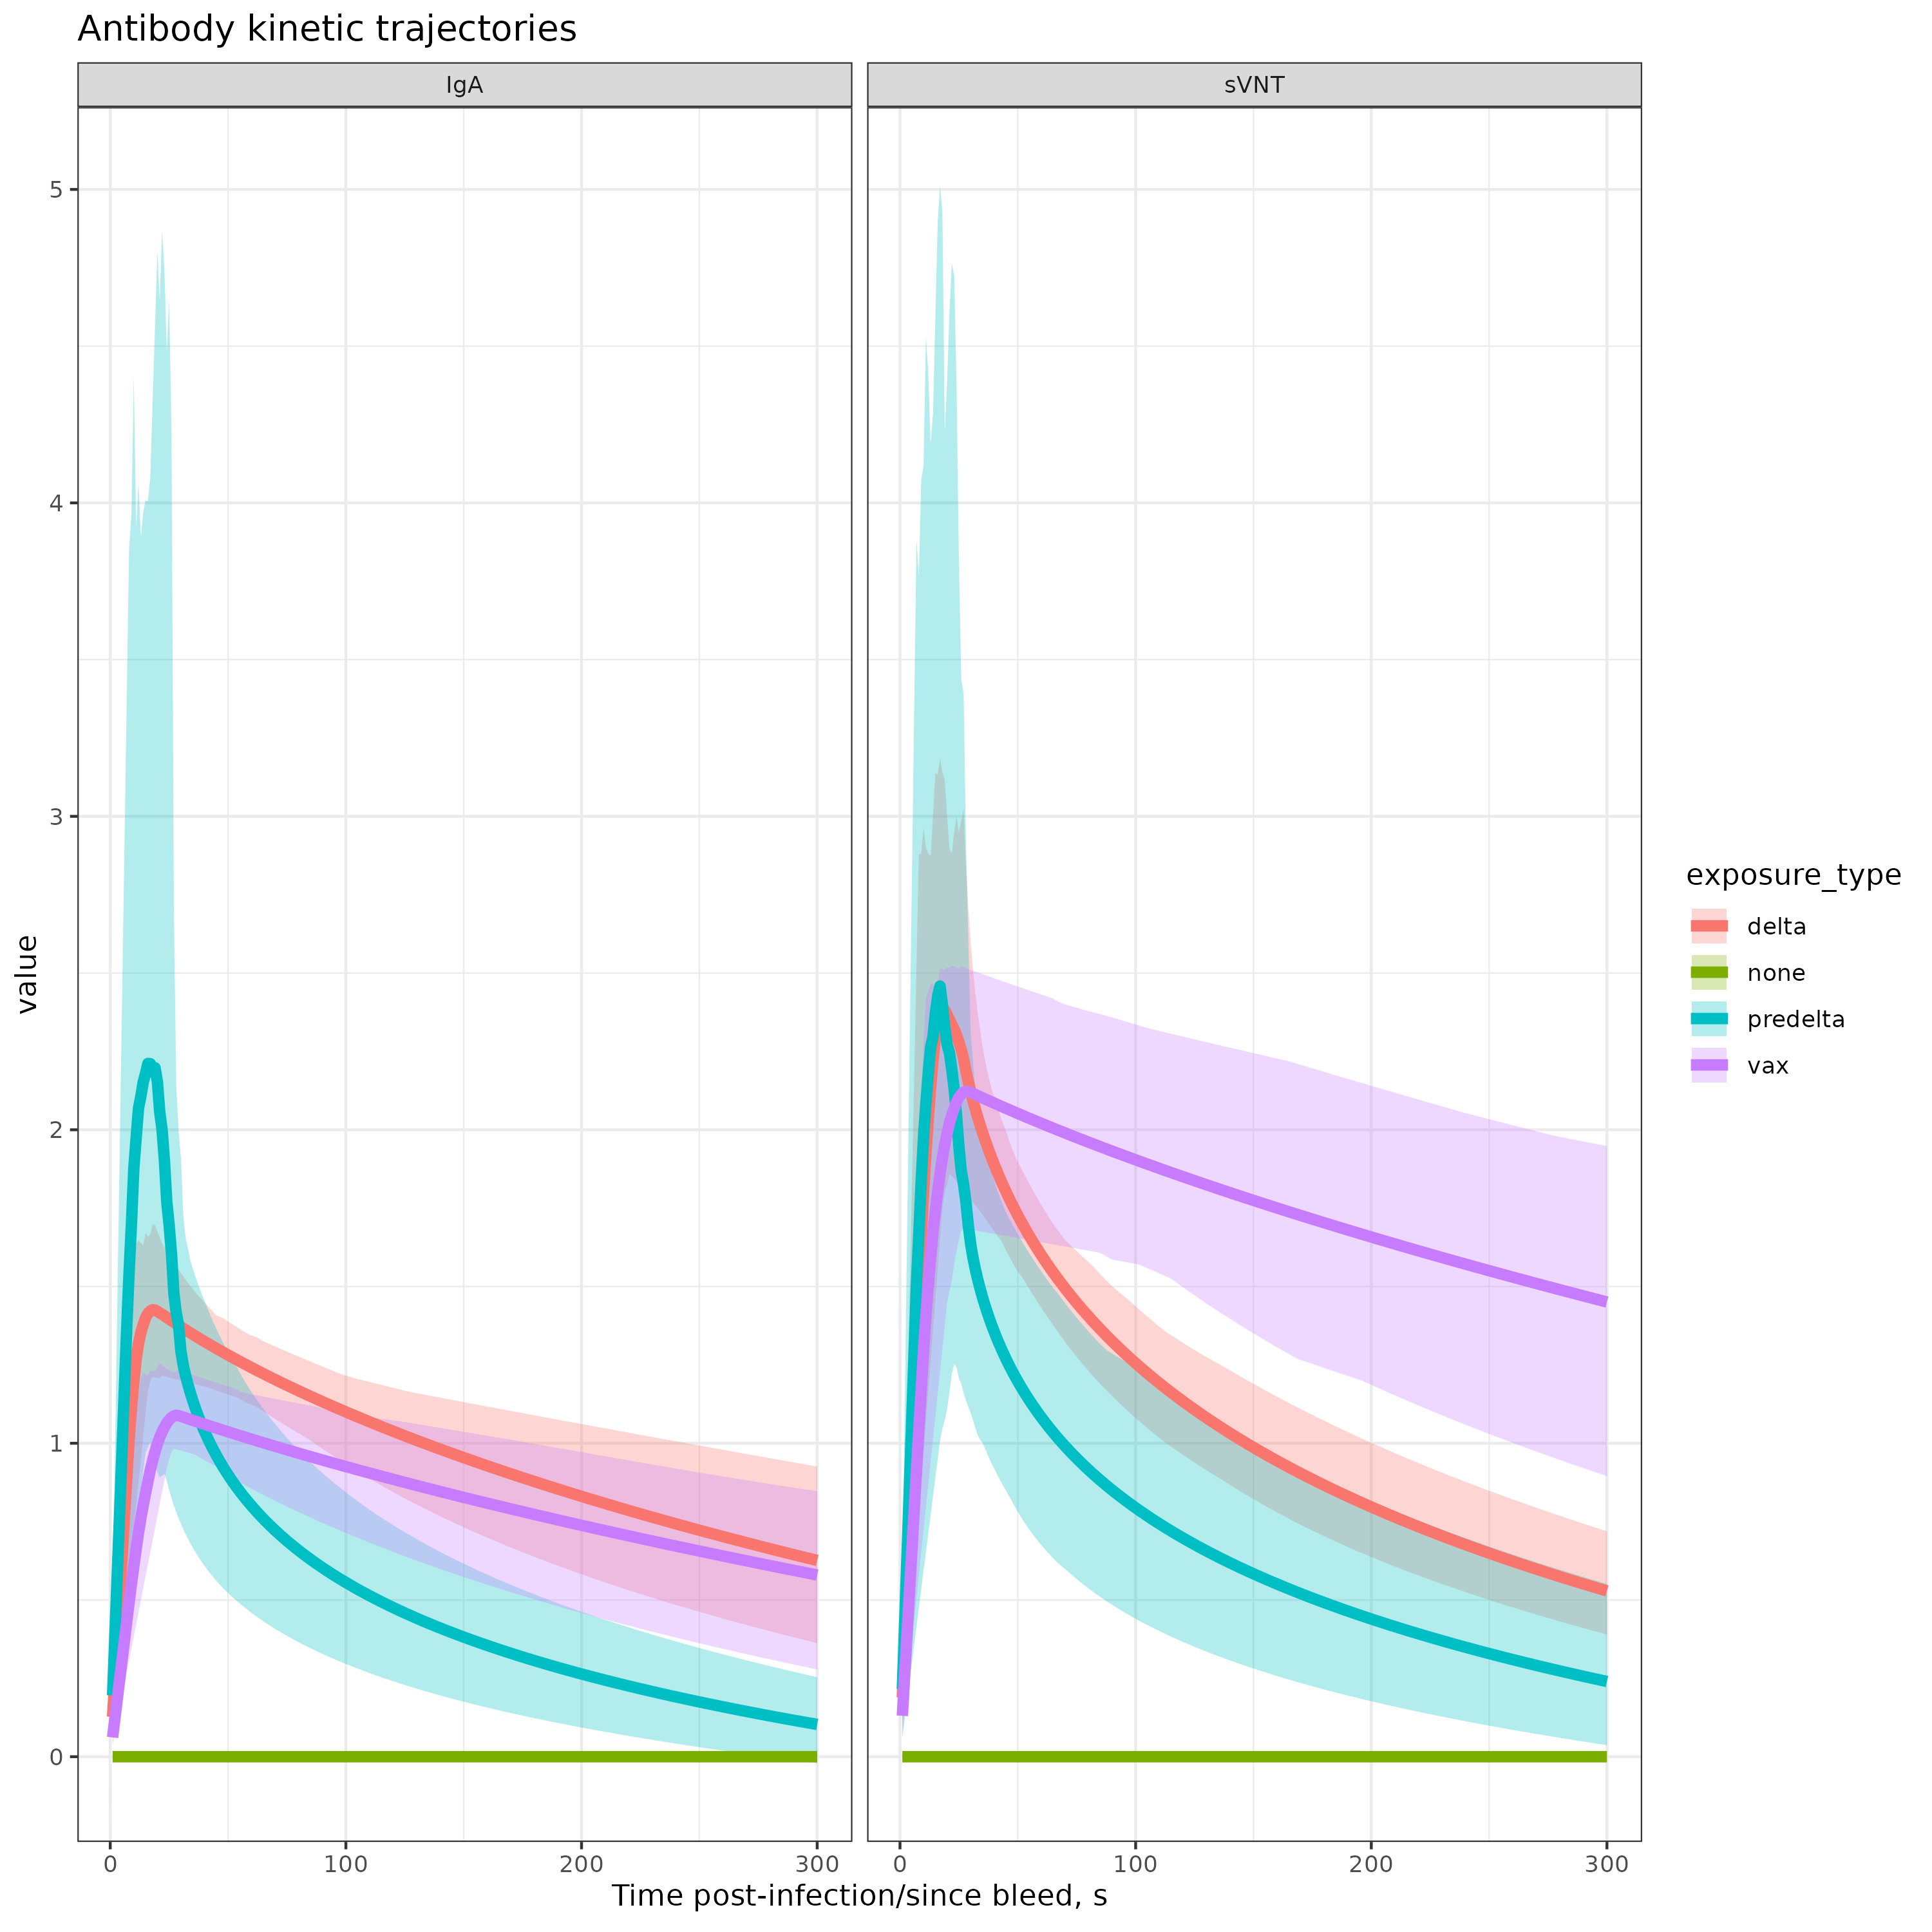 Antibody kinetic trajectories
IgA
sVNT
value
5
4
3
2
1
0
0
100
200
300
0
100
200
300
Time post-infection/since bleed, s
exposure_type
delta
none
predelta
vax